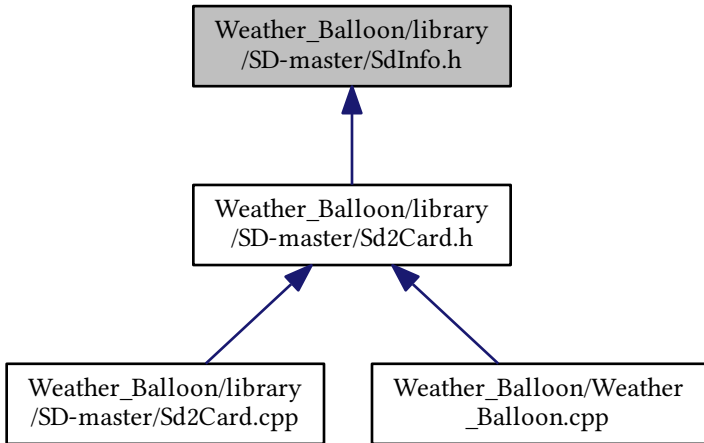 Weather_Balloon/library
/SD-master/SdInfo.h
Weather_Balloon/library
/SD-master/Sd2Card.h
Weather_Balloon/library
/SD-master/Sd2Card.cpp
Weather_Balloon/Weather
_Balloon.cpp